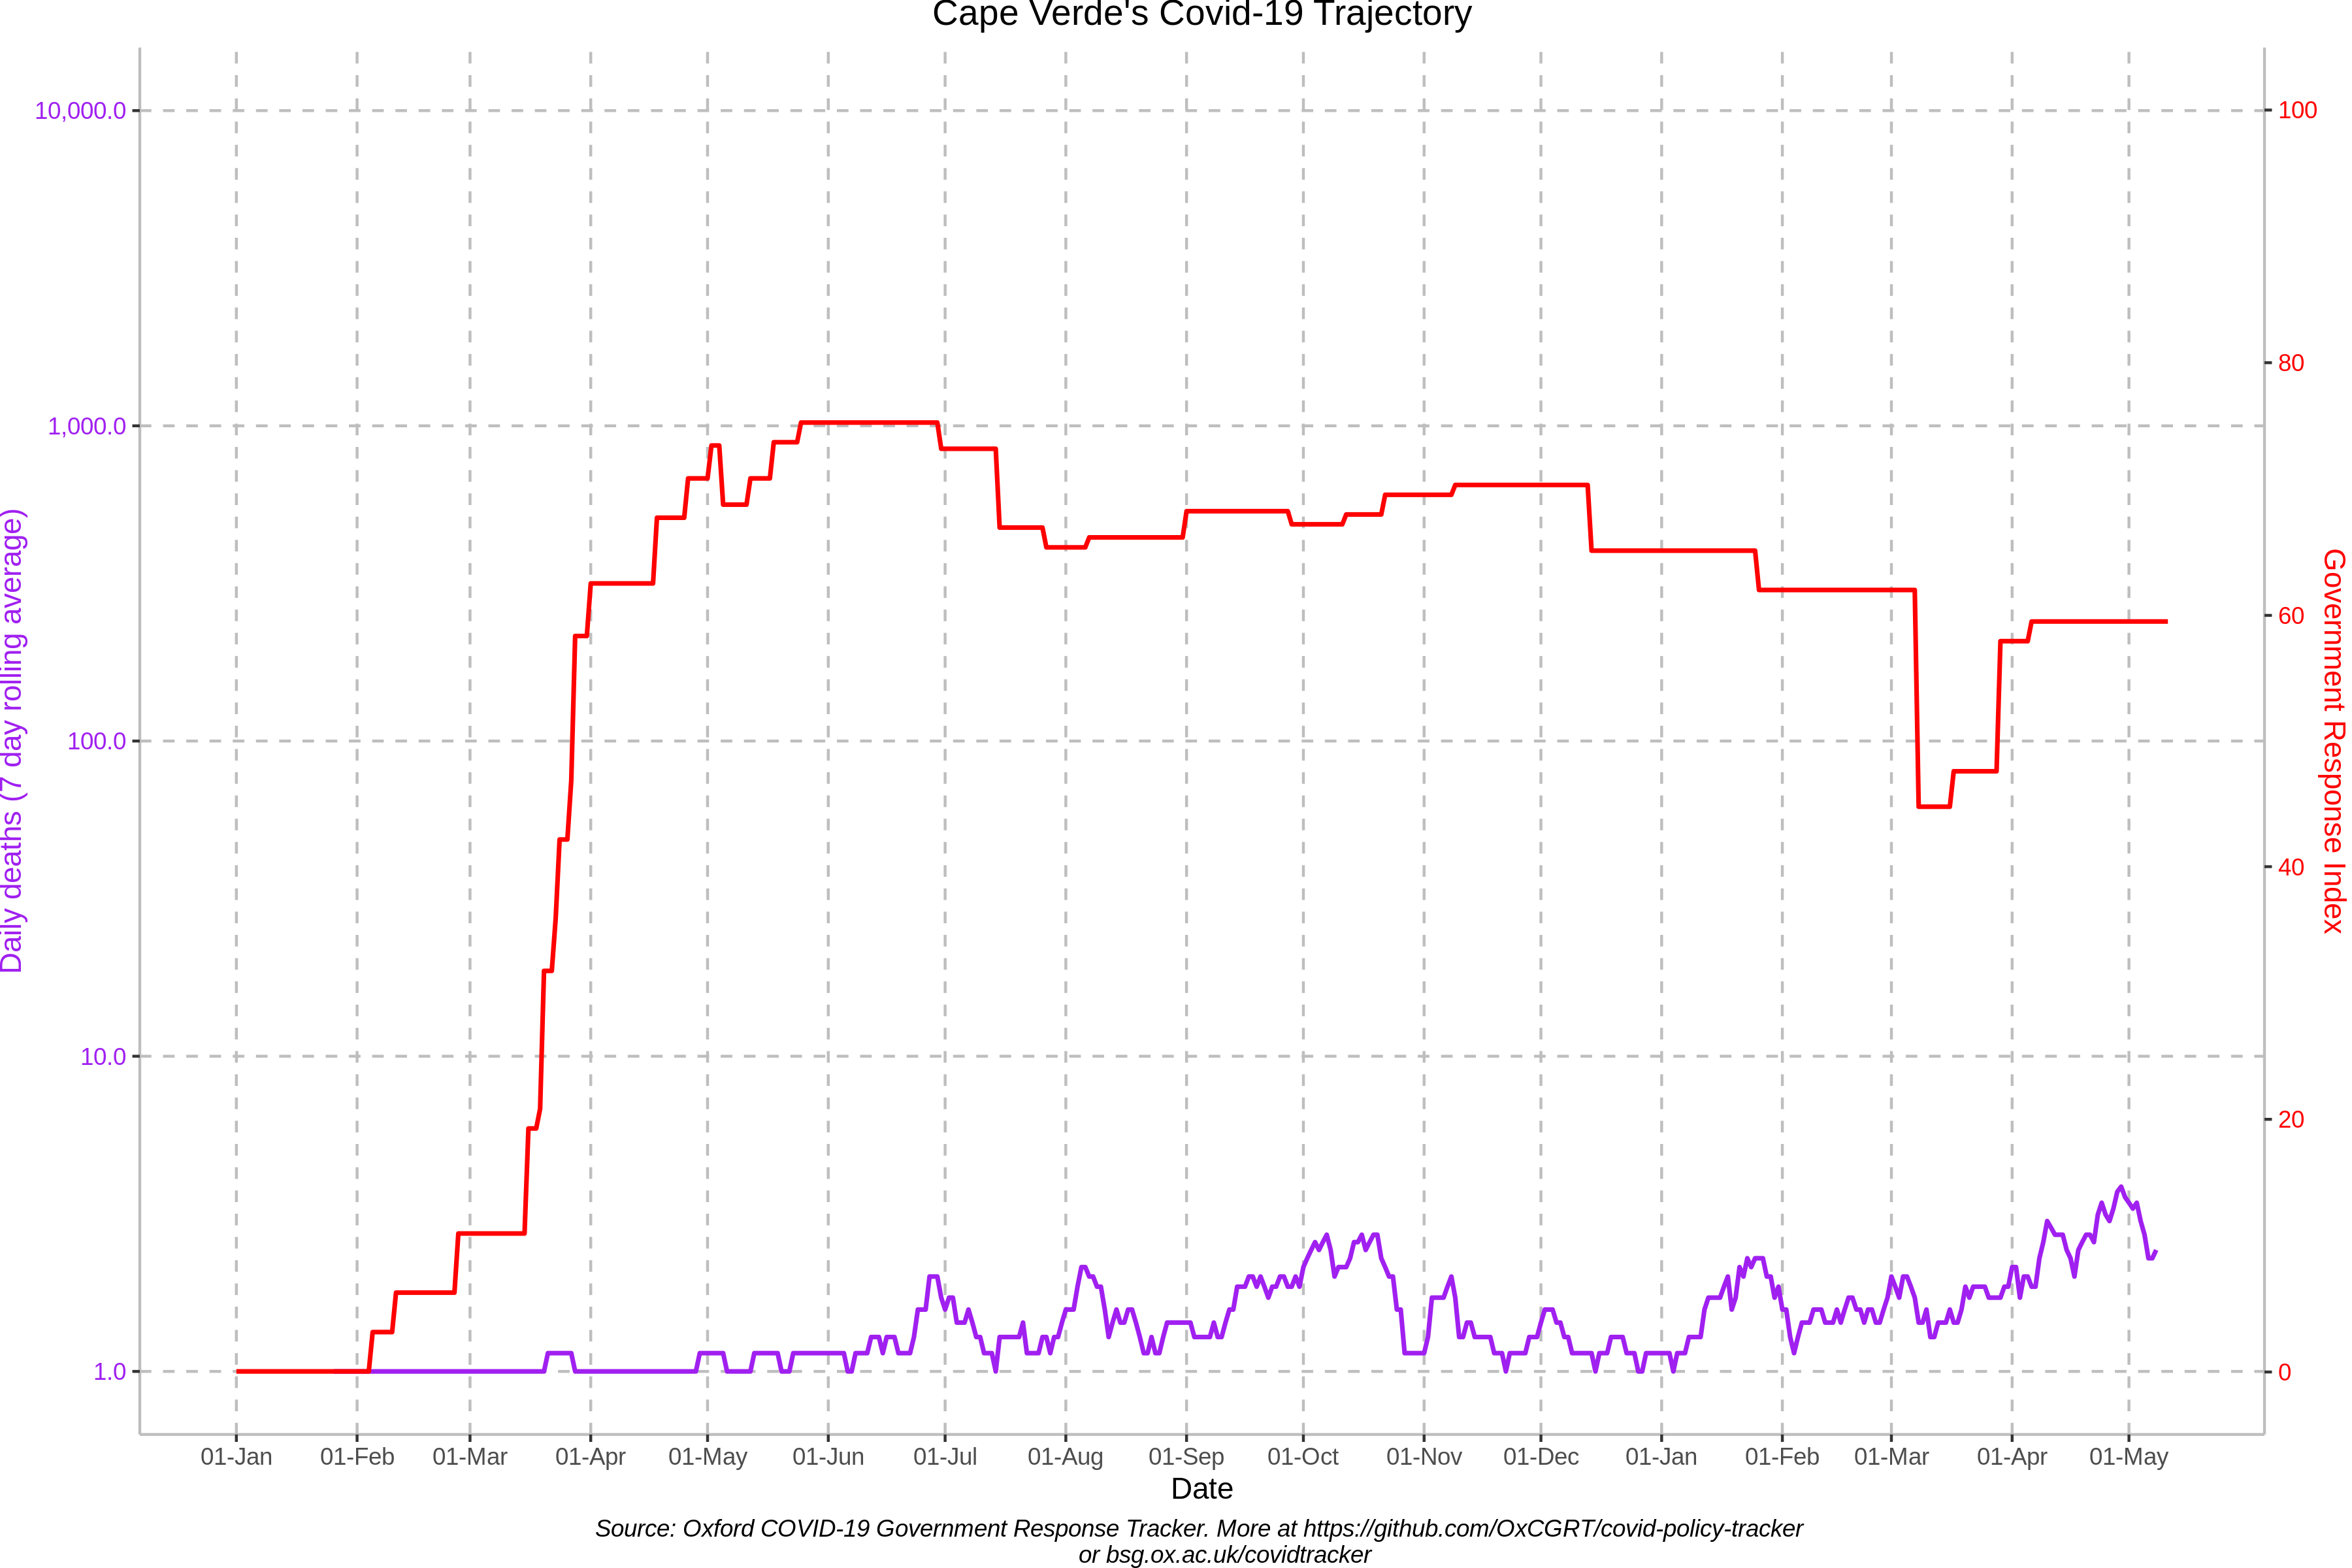 Cape Verde's Covid-19 Trajectory
10,000.0
1,000.0
100.0
10.0
1.0
Daily deaths (7 day rolling average)
100
80
60
40
20
0
Government Response Index
01-Jan 01-Feb 01-Mar 01-Apr 01-May 01-Jun 01-Jul 01-Aug 01-Sep 01-Oct 01-Nov 01-Dec 01-Jan 01-Feb 01-Mar 01-Apr 01-May
Date
Source: Oxford COVID-19 Government Response Tracker. More at https://github.com/OxCGRT/covid-policy-tracker
or bsg.ox.ac.uk/covidtracker